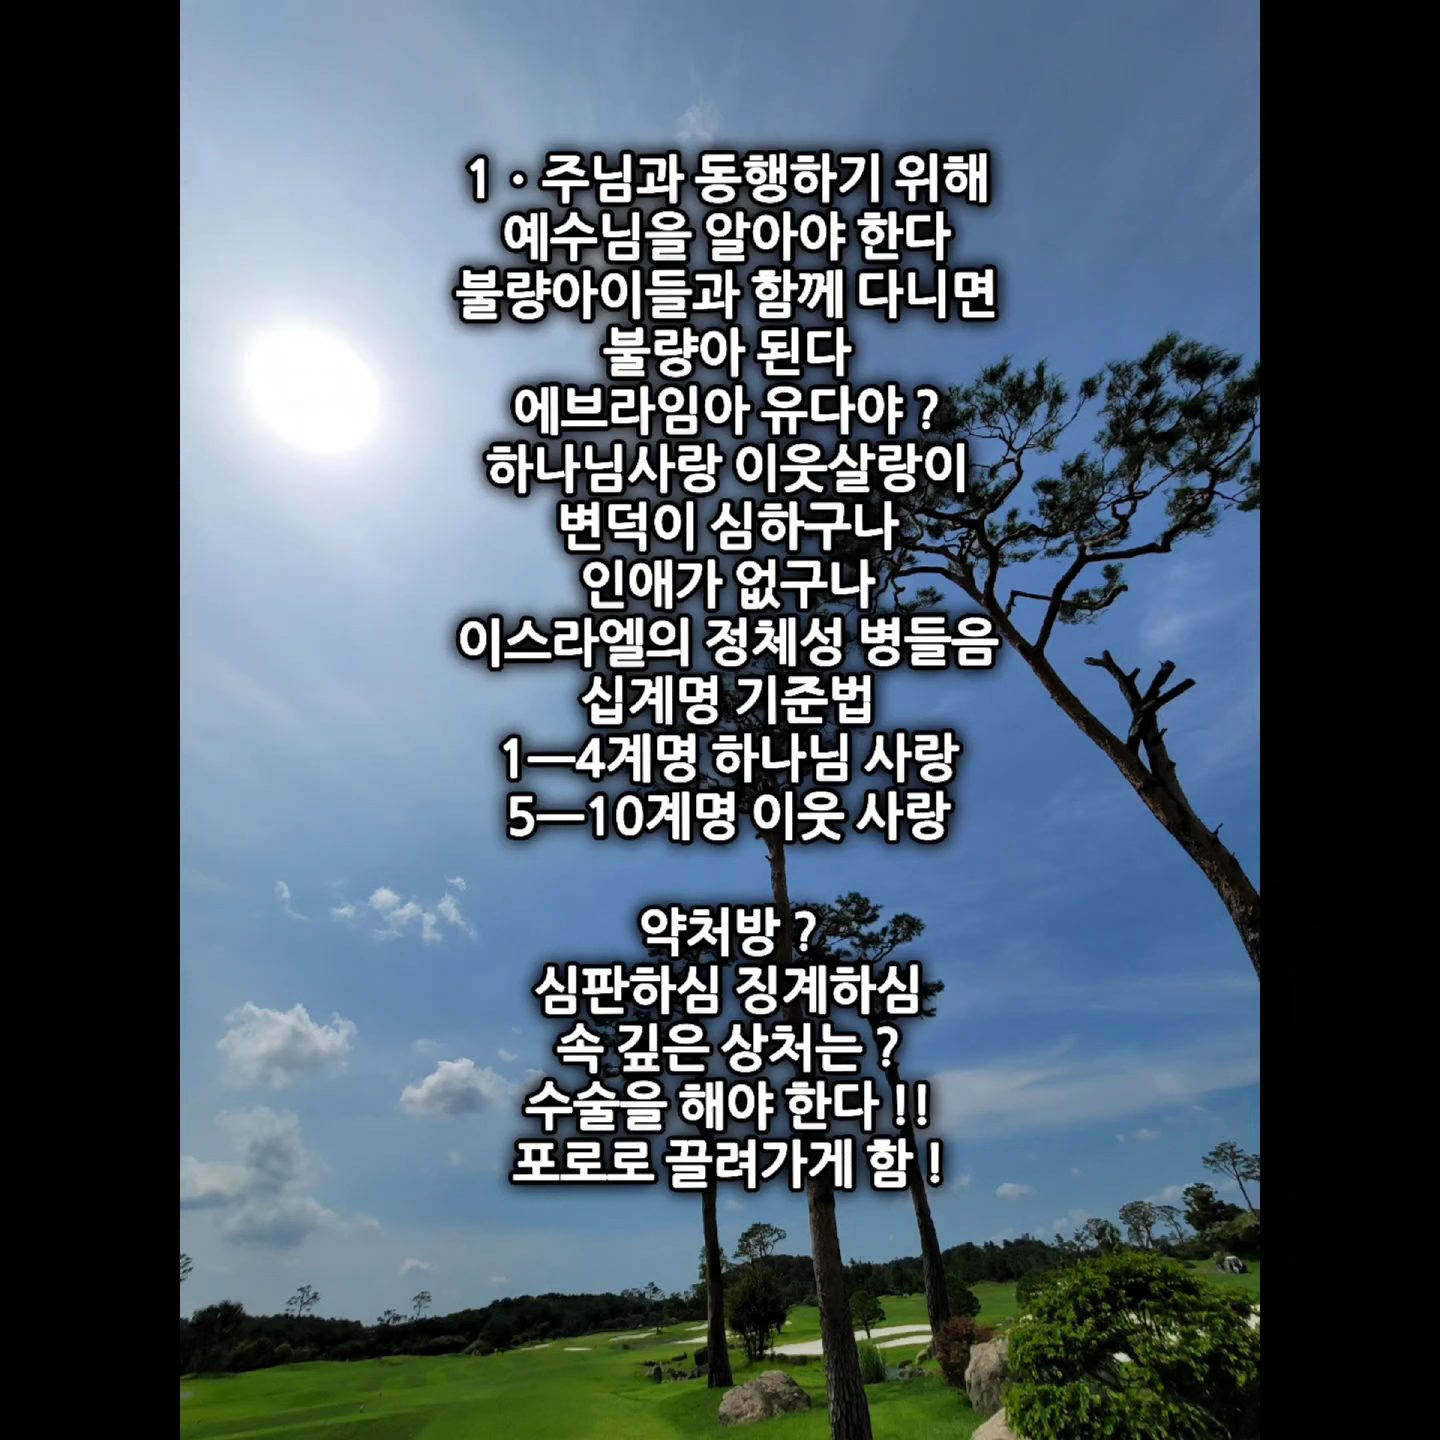 1 · 주님과 동행하기 위해
예수님을 알아야 한다
불량아이들과 함께 다니면
불량아 된다
에브라임아 유다야 ?
하나님사랑 이웃살랑이
변덕이 심하구나
인애가 없구나
이스라엘의 정체성 병들음
십계명 기준법
1—4계명 하나님 사랑
5—10계명 이웃 사랑
약처방 ?
심판하심 징계하심
속 깊은 상처는 ?
수술을 해야 한다 ! !
포로로 끌려가게 함 !